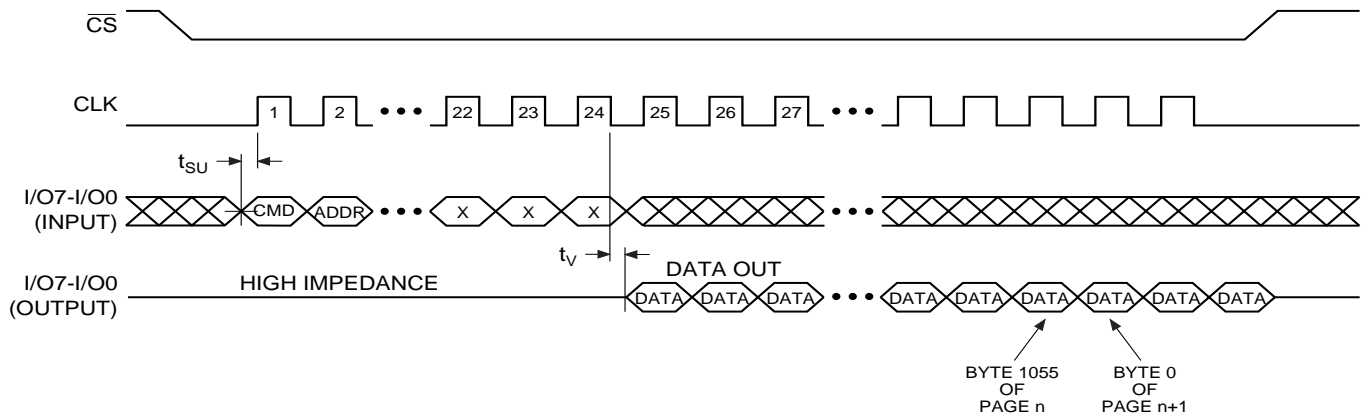 CS
CLK
1 2 ••• 22 23 24 25 26 27 •••
tSU
I/O7-I/O0
(INPUT)
CMD ADDR ••• X X X •••
tV
DATA OUT
I/O7-I/O0
(OUTPUT)
HIGH IMPEDANCE
DATA DATA DATA ••• DATA DATA DATA DATA DATA DATA
BYTE 1055
OF
PAGE n
BYTE 0
OF
PAGE n+1